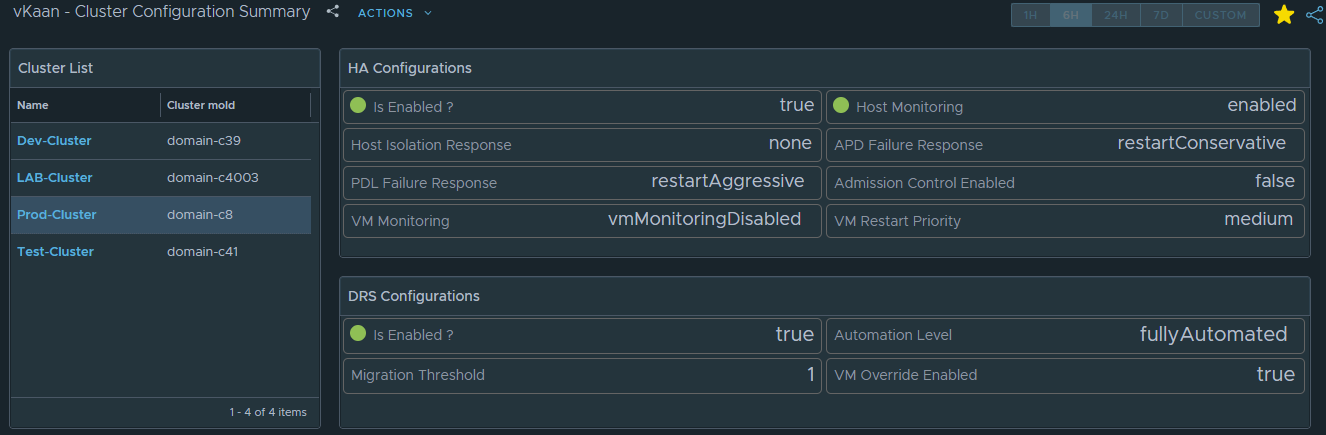 vKaan - Cluster Configuration Summary ACTIONS 1H 6H 24H 7D CUSTOM
Cluster List
Name Cluster moId
Dev-Cluster domain-c39
LAB-Cluster domain-c4003
Prod-Cluster domain-c8
Test-Cluster domain-c41
1 - 4 of 4 items
HA Configurations
Is Enabled ? true Host Monitoring enabled
Host Isolation Response none APD Failure Response restartConservative
PDL Failure Response restartAggressive Admission Control Enabled false
VM Monitoring vmMonitoringDisabled VM Restart Priority medium
DRS Configurations
Is Enabled ? true Automation Level fullyAutomated
Migration Threshold 1 VM Override Enabled true